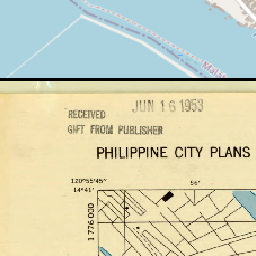 JUN 16 1953
RECEIVED
GIFT FROM PUBLISHER
PHILIPPINE CITY PLANS
120°55'45"
56'
14°41'
1 776 000